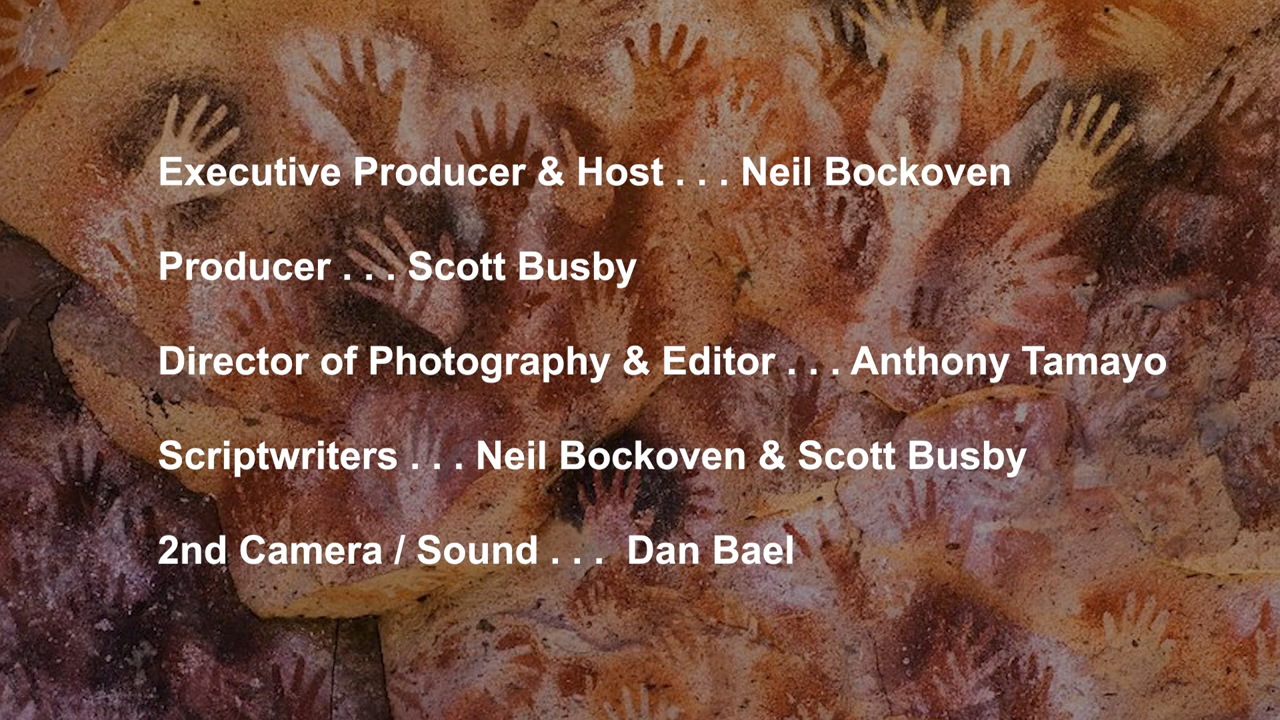 Executive Producer & Host . . . Neil Bockoven
Producer . . . Scott Busby
Director of Photography & Editor . . . Anthony Tamayo
Scriptwriters . . . Neil Bockoven & Scott Busby
2nd Camera / Sound . . .  Dan Bael